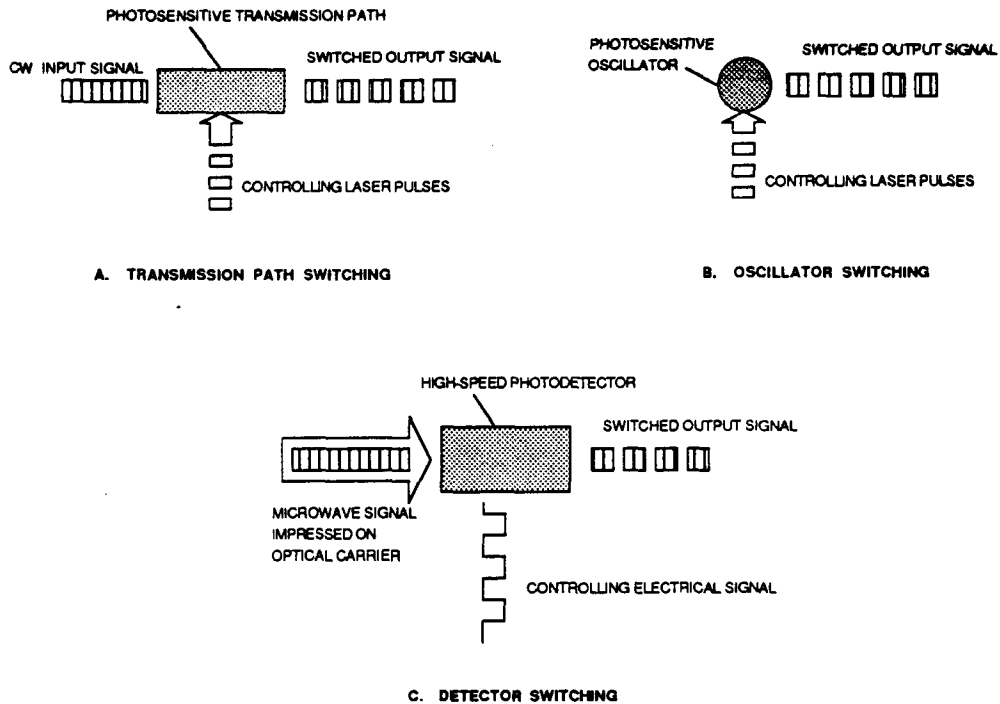 PHOTOSENSITIVE TRANSMISSION PATH
CW INPUT SIGNAL
SWITCHED OUTPUT SIGNAL
CONTROLLING LASER PULSES
A. TRANSMISSION PATH SWITCHING
PHOTOSENSITIVE
OSCILLATOR
SWITCHED OUTPUT SIGNAL
CONTROLLING LASER PULSES
B. OSCILLATOR SWITCHING
HIGH-SPEED PHOTODETECTOR
SWITCHED OUTPUT SIGNAL
MICROWAVE SIGNAL
IMPRESSED ON
OPTICAL CARRIER
CONTROLLING ELECTRICAL SIGNAL
C. DETECTOR SWITCHING